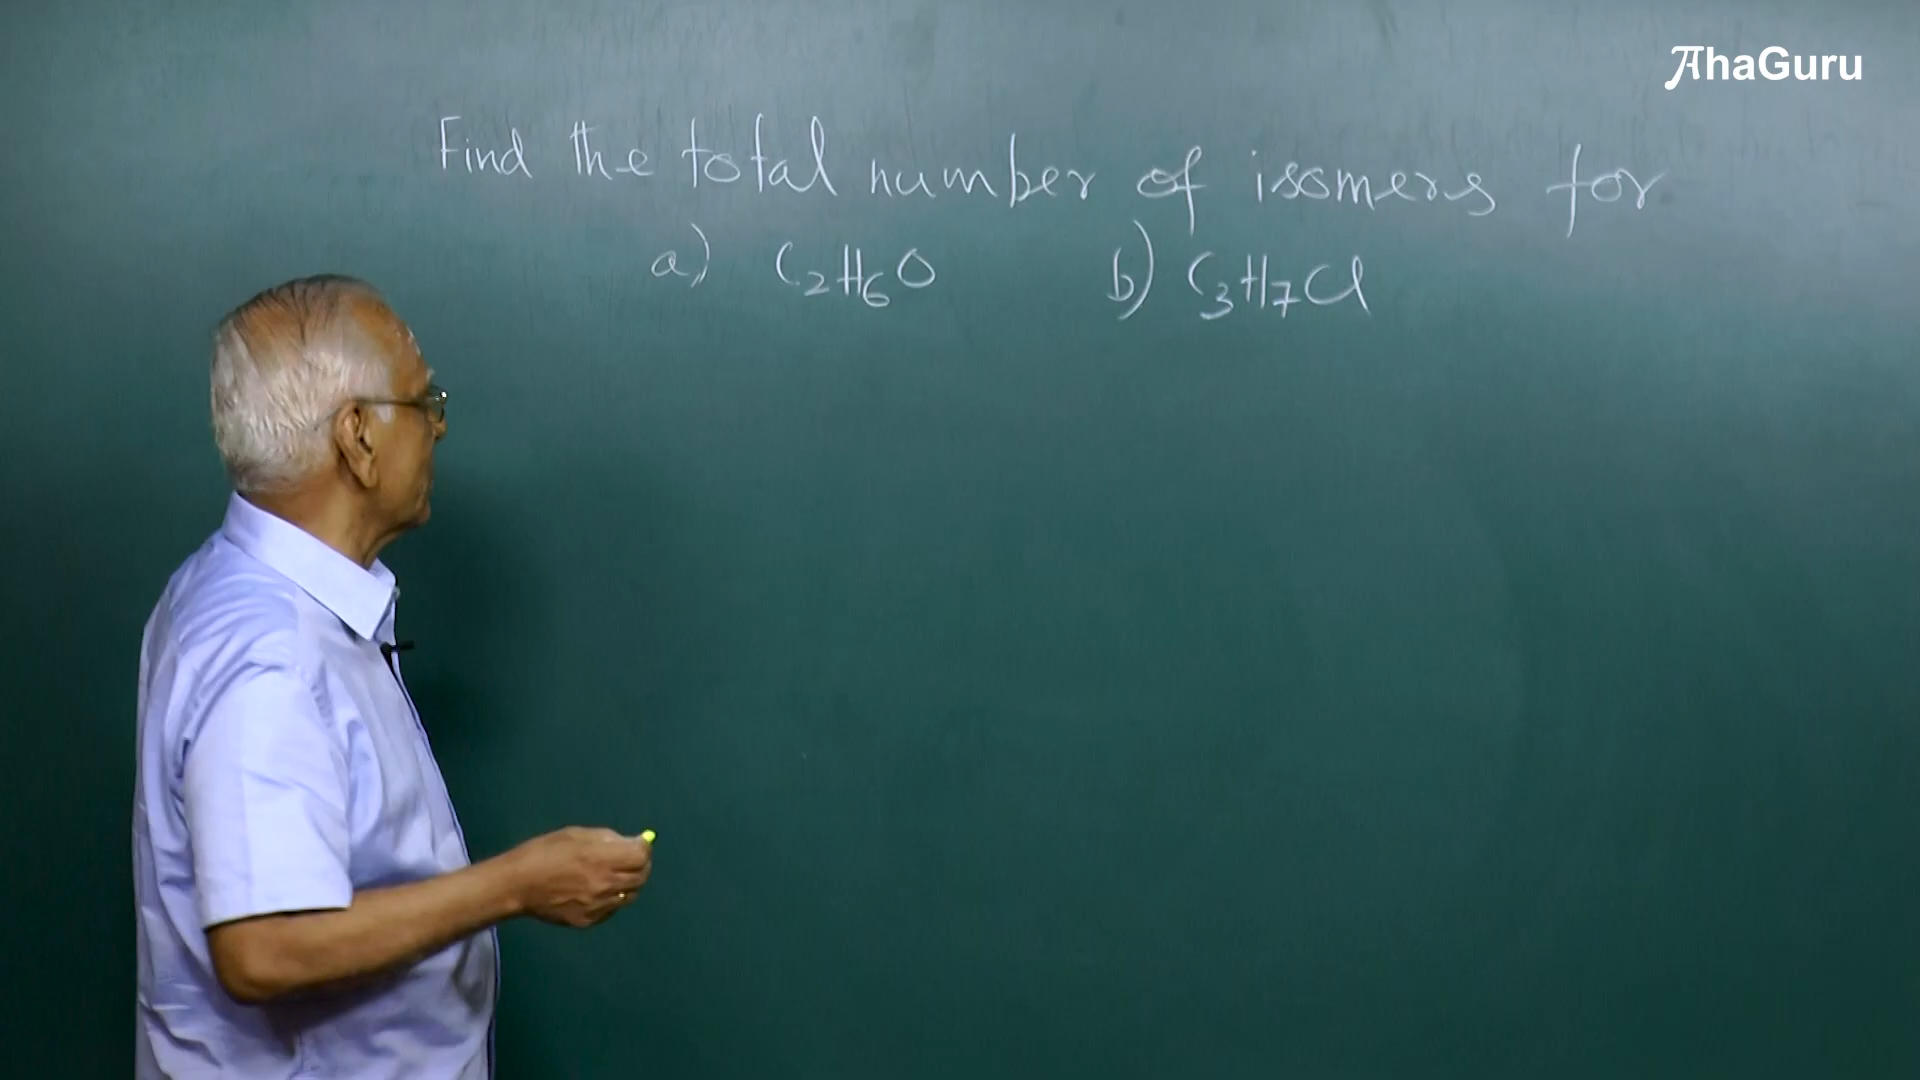 AhaGuru
Find the total number of isomers for
a) C₂H₆O b) C₃H₇Cl